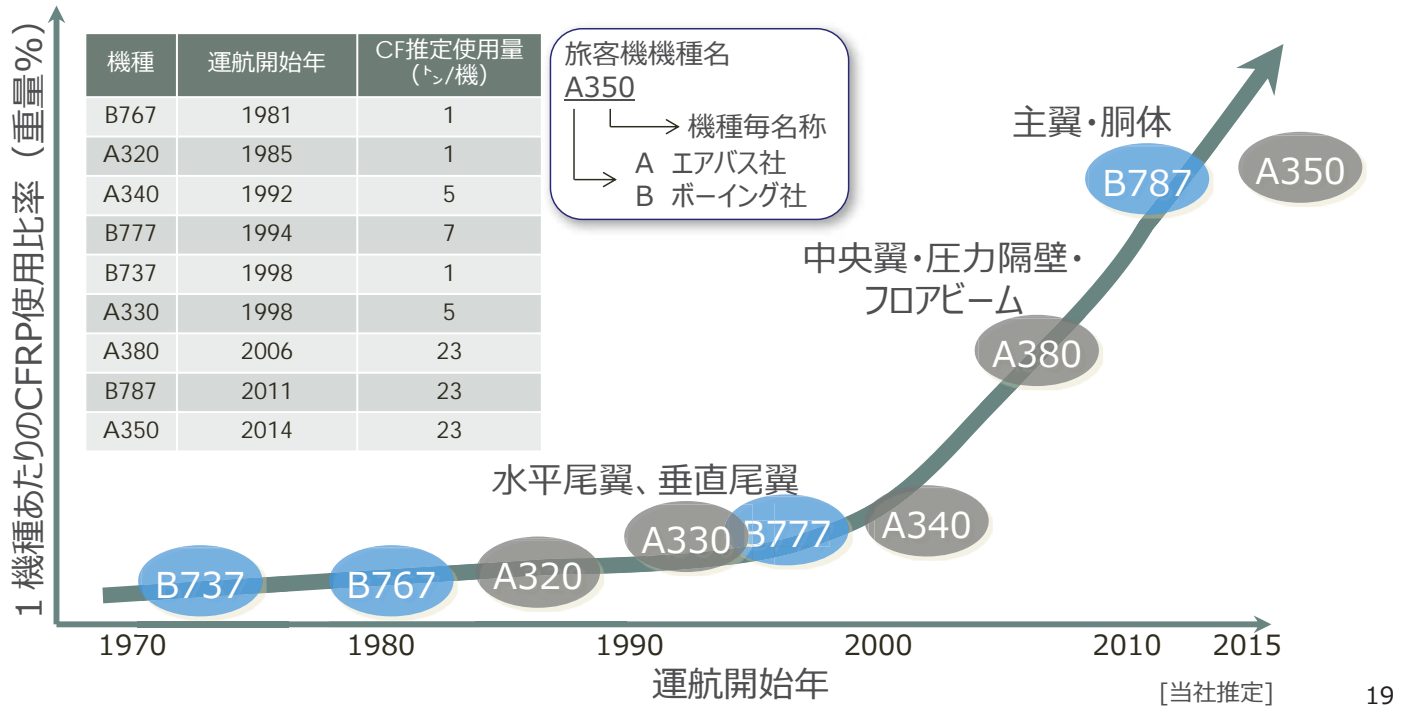 1 機種あたりのCFRP使用比率（重量%）
機種 運航開始年 CF推定使用量
（㌧/機）
B767 1981 1
A320 1985 1
A340 1992 5
B777 1994 7
B737 1998 1
A330 1998 5
A380 2006 23
B787 2011 23
A350 2014 23
旅客機機種名
A350
機種毎名称
A エアバス社
B ボーイング社
主翼・胴体
B787
A350
中央翼・圧力隔壁・
フロアビーム
A380
水平尾翼、垂直尾翼
B737
B767
A320
A330
B777
A340
1970 1980 1990 2000 2010 2015
運航開始年
[当社推定]
19